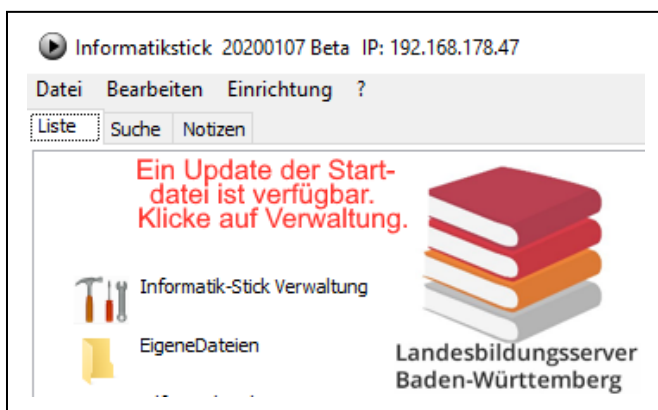 Informatikstick 20200107 Beta IP: 192.168.178.47
Datei Bearbeiten Einrichtung ?
Liste Suche Notizen
Ein Update der Start-
datei ist verfügbar.
Klicke auf Verwaltung.
Informatik-Stick Verwaltung
EigeneDateien
Landesbildungsserver
Baden-Württemberg